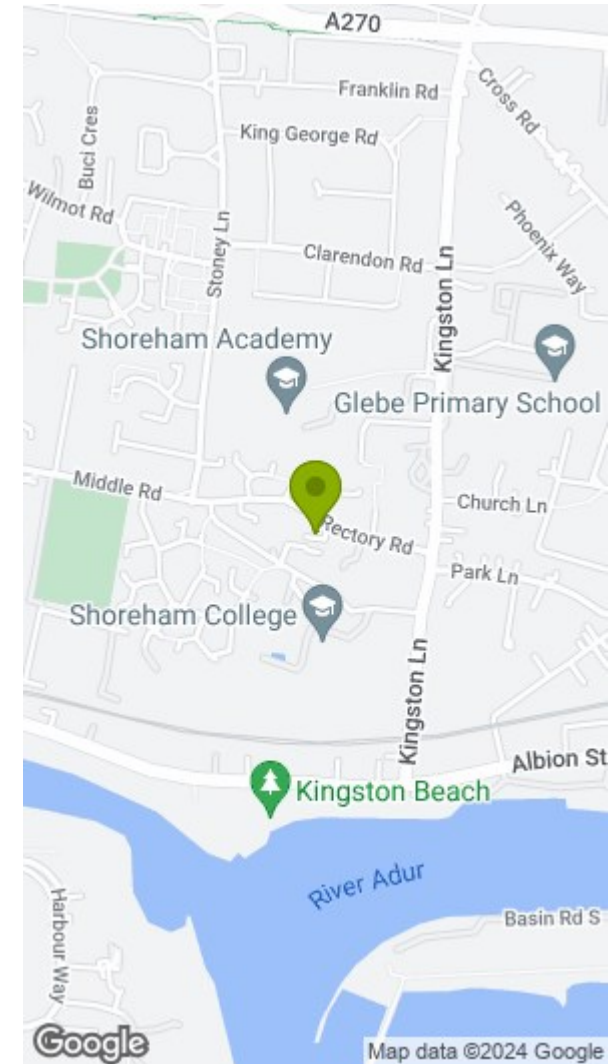 A270
Franklin Rd
Cross Rd
Buci Cres
King George Rd
Wilmot Rd
Phoenix Way
Stoney Ln
Clarendon Rd
Kingston Ln
Shoreham Academy
Glebe Primary School
Middle Rd
Church Ln
Rectory Rd
Park Ln
Shoreham College
Kingston Ln
Albion St
Kingston Beach
River Adur
Harbour Way
Basin Rd S
Google
Map data ©2024 Google